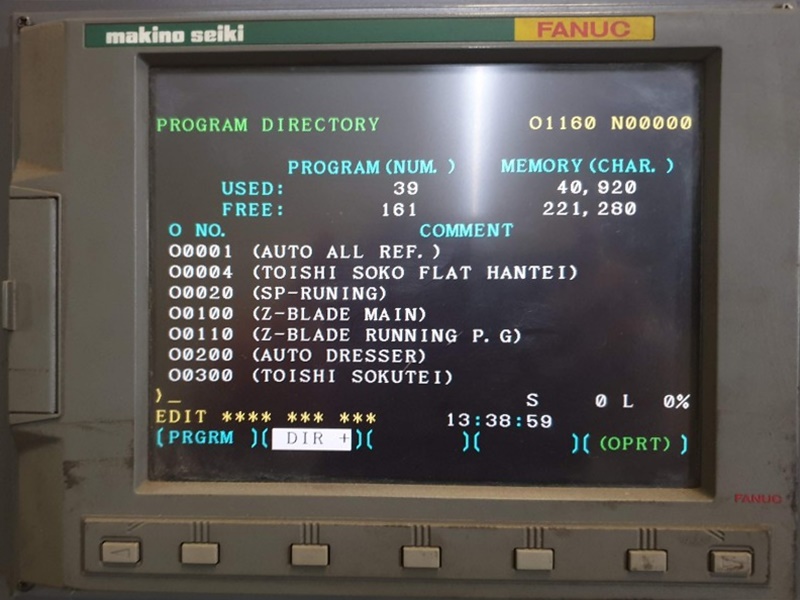 makino seiki
FANUC
PROGRAM DIRECTORY O1160 N00000
PROGRAM (NUM. ) MEMORY (CHAR. )
USED: 39 40, 920
FREE: 161 221, 280
O NO. COMMENT
O0001 (AUTO ALL REF. )
O0004 (TOISHI SOKO FLAT HANTEI)
O0020 (SP-RUNING)
O0100 (Z-BLADE MAIN)
O0110 (Z-BLADE RUNNING P. G)
O0200 (AUTO DRESSER)
O0300 (TOISHI SOKUTEI)
)_
S 0 L 0%
EDIT **** *** *** 13:38:59
(PRGRM )( DIR +)( )( )( (OPRT) )
FANUC